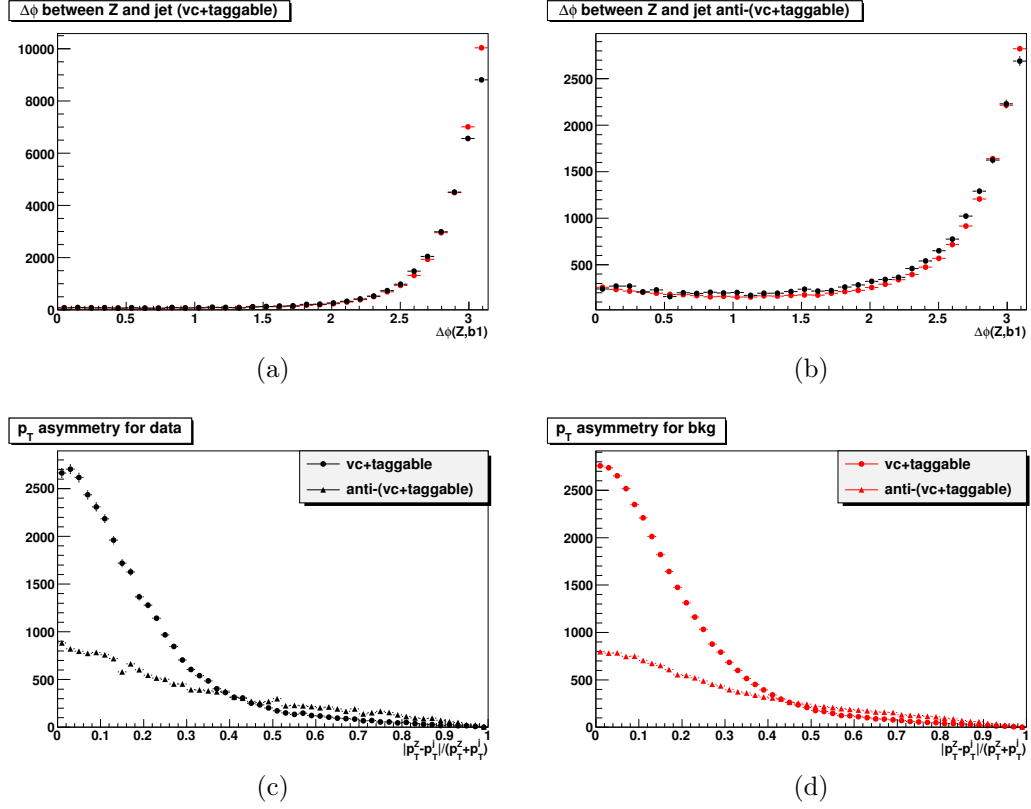 Δϕ between Z and jet (vc+taggable)
10000
8000
6000
4000
2000
0
0 0.5 1 1.5 2 2.5 3
Δϕ(Z,b1)
(a)
Δϕ between Z and jet anti-(vc+taggable)
2500
2000
1500
1000
500
0 0.5 1 1.5 2 2.5 3
Δϕ(Z,b1)
(b)
p_T asymmetry for data
vc+taggable
anti-(vc+taggable)
2500
2000
1500
1000
500
0
0 0.1 0.2 0.3 0.4 0.5 0.6 0.7 0.8 0.9 1
|p_T^Z-p_T^j|/(p_T^Z+p_T^j)
(c)
p_T asymmetry for bkg
vc+taggable
anti-(vc+taggable)
2500
2000
1500
1000
500
0
0 0.1 0.2 0.3 0.4 0.5 0.6 0.7 0.8 0.9 1
|p_T^Z-p_T^j|/(p_T^Z+p_T^j)
(d)